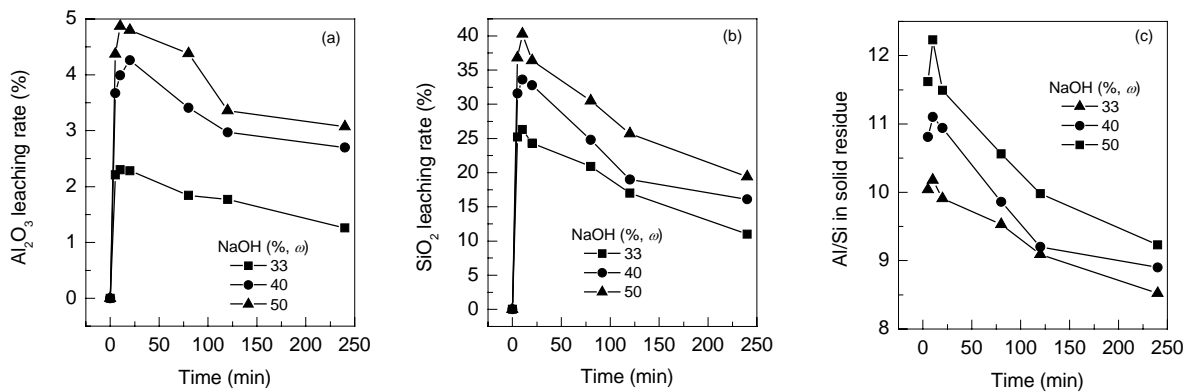 (a)
5
4
3
2
1
0
Al₂O₃ leaching rate (%)
NaOH (%, ω)
33
40
50
0 50 100 150 200 250
Time (min)
(b)
40
35
30
25
20
15
10
5
0
SiO₂ leaching rate (%)
NaOH (%, ω)
33
40
50
0 50 100 150 200 250
Time (min)
(c)
12
11
10
9
8
Al/Si in solid residue
NaOH (%, ω)
33
40
50
0 50 100 150 200 250
Time (min)